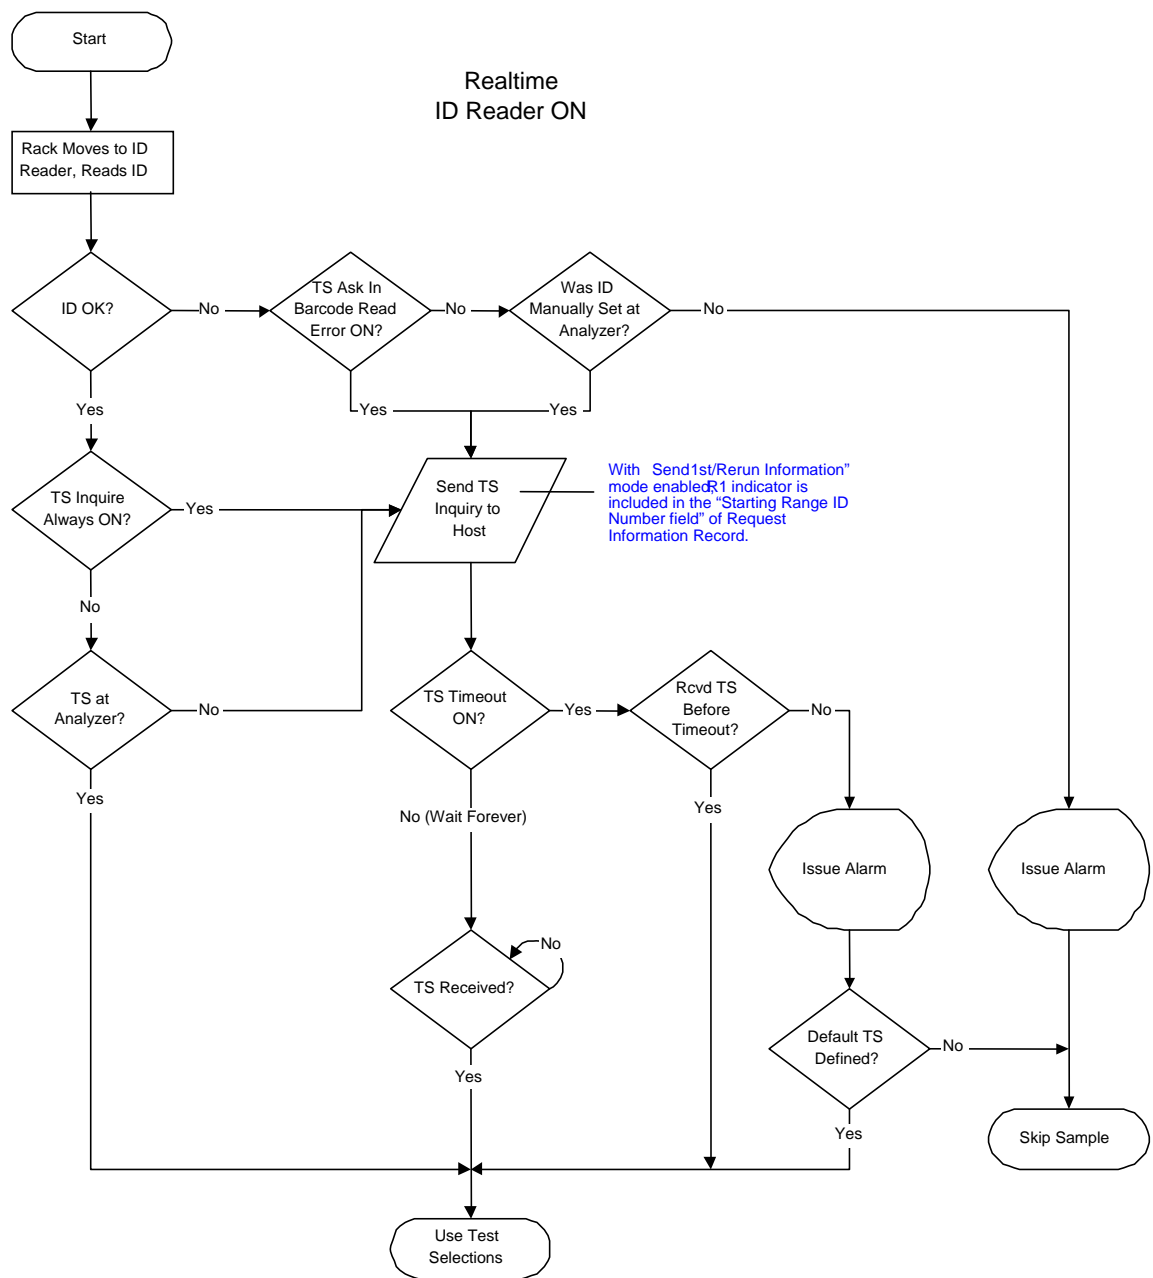 Start
Realtime
ID Reader ON
Rack Moves to ID
Reader, Reads ID
ID OK?
No
TS Ask In
Barcode Read
Error ON?
No
Was ID
Manually Set at
Analyzer?
No
Yes
Yes
Yes
TS Inquire
Always ON?
Yes
Send TS
Inquiry to
Host
With Send1st/Rerun Information”
mode enabled,R1 indicator is
included in the “Starting Range ID
Number field” of Request
Information Record.
No
TS at
Analyzer?
No
TS Timeout
ON?
Yes
Rcvd TS
Before
Timeout?
No
Yes
No (Wait Forever)
Yes
Issue Alarm
Issue Alarm
TS Received?
No
Default TS
Defined?
No
Yes
Yes
Skip Sample
Use Test
Selections